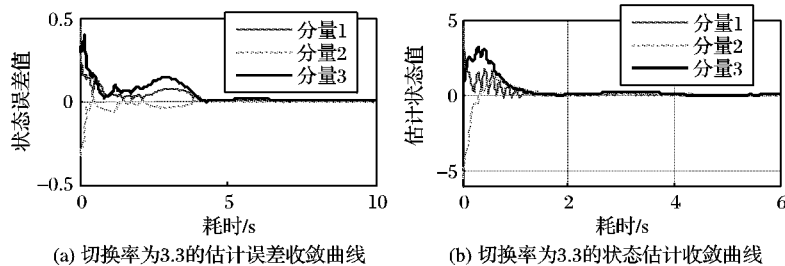 0.5
0
-0.5
状态误差值
分量1
分量2
分量3
0
5
10
耗时/s
(a) 切换率为3.3的估计误差收敛曲线
5
0
-5
估计状态值
分量1
分量2
分量3
0
2
4
6
耗时/s
(b) 切换率为3.3的状态估计收敛曲线